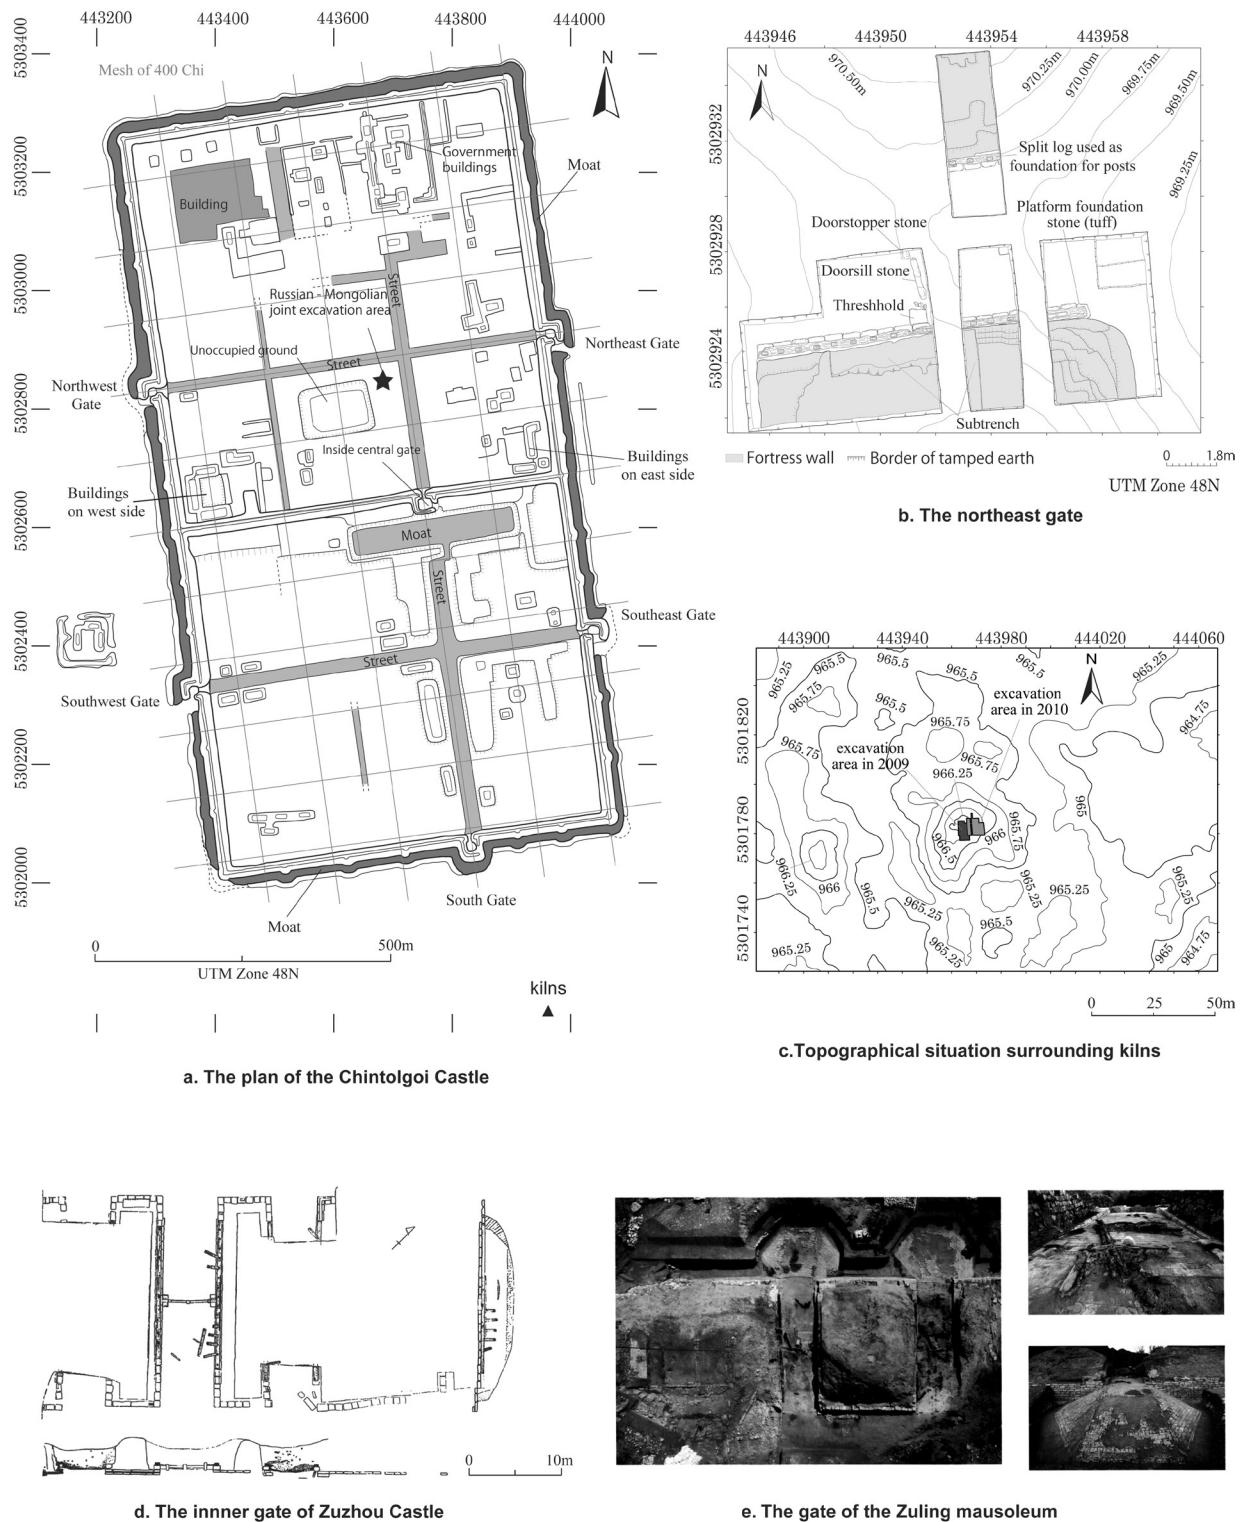 443200
443400
443600
443800
444000
5303400
5303200
5303000
5302800
5302600
5302400
5302200
5302000
Mesh of 400 Chi
N
Government
buildings
Moat
Building
Street
Russian - Mongolian
joint excavation area
Unoccupied ground
Street
Northeast Gate
Northwest
Gate
Inside central gate
Buildings
on east side
Buildings
on west side
Moat
Street
Southeast Gate
Street
Southwest Gate
South Gate
Moat
0
500m
UTM Zone 48N
kilns
a. The plan of the Chintolgoi Castle
443946
443950
443954
443958
5302932
5302928
5302924
N
970.50m
970.25m
970.00m
969.75m
969.50m
969.25m
Split log used as
foundation for posts
Doorstopper stone
Platform foundation
stone (tuff)
Doorsill stone
Threshhold
Subtrench
Fortress wall
Border of tamped earth
0
1.8m
UTM Zone 48N
b. The northeast gate
443900
443940
443980
444020
444060
5301820
5301780
5301740
N
965.25
965.5
965.5
965.5
965.5
965.25
965.75
965.5
965.75
964.75
excavation
area in 2010
965.75
excavation
area in 2009
965.75
966.25
965
965.75
966
966.5
966.25
966
965.5
965.25
965.25
965.25
965.5
965.25
965.25
965
964.75
0
25
50m
c.Topographical situation surrounding kilns
0
10m
d. The innner gate of Zuzhou Castle
e. The gate of the Zuling mausoleum